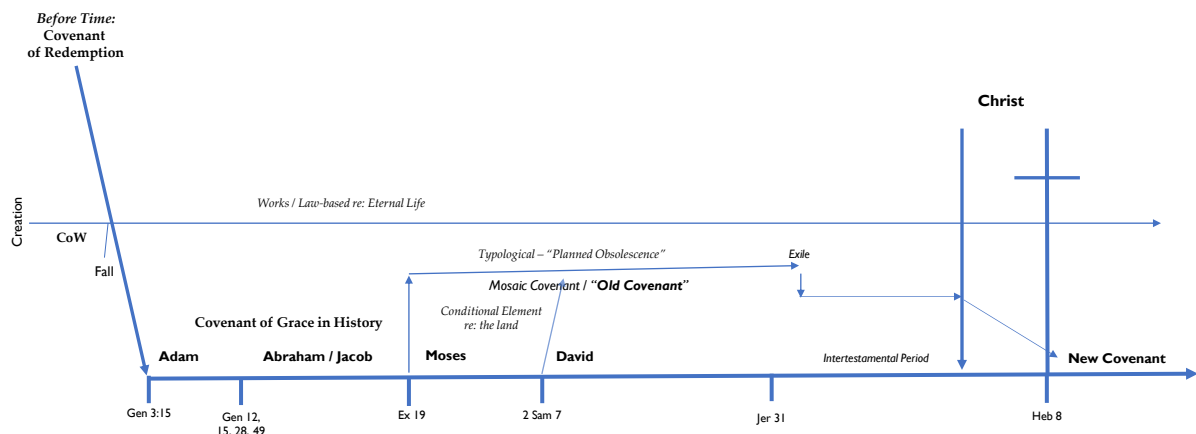 Before Time:
Covenant
of Redemption
Christ
Creation
Works / Law-based re: Eternal Life
CoW
Fall
Typological – “Planned Obsolescence”
Exile
Mosaic Covenant / “Old Covenant”
Conditional Element
re: the land
Covenant of Grace in History
Adam
Abraham / Jacob
Moses
David
Intertestamental Period
New Covenant
Gen 3:15
Gen 12,
15, 28, 49
Ex 19
2 Sam 7
Jer 31
Heb 8